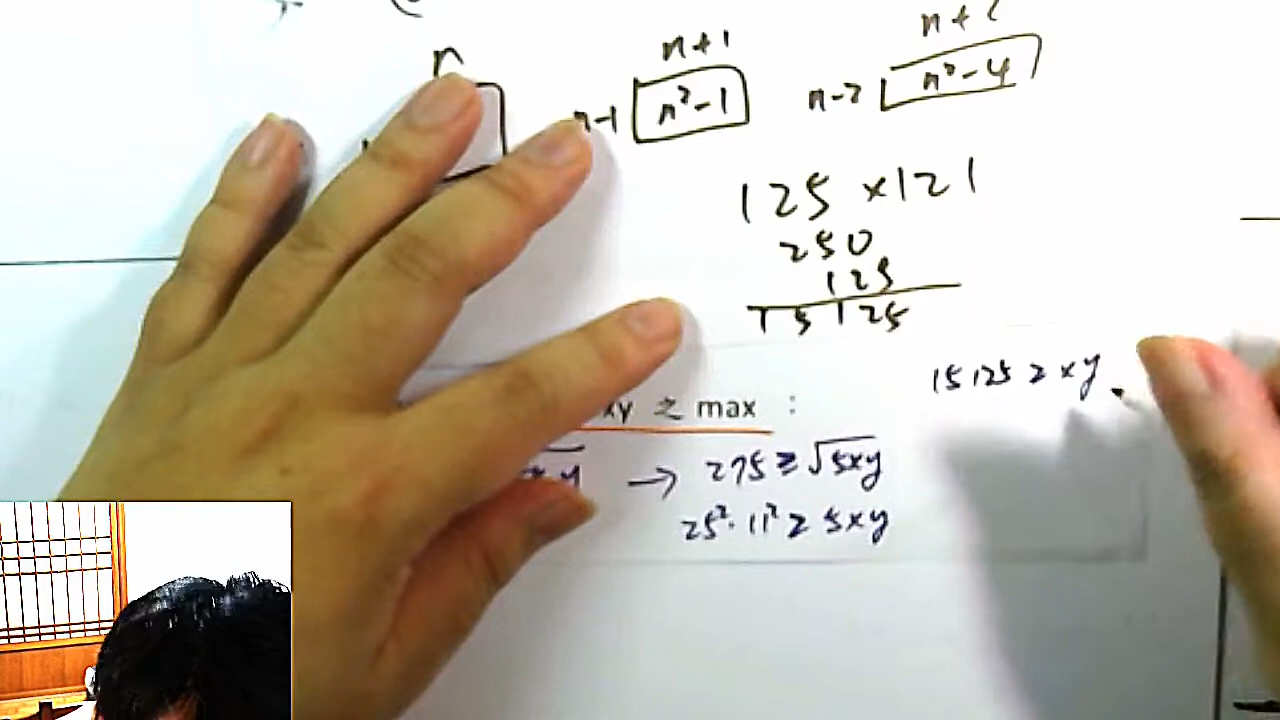 n
n+1
n-1
n²-1
n-2
n²-4
125 ×121
250
125
15125
15125 ≥ xy
xy 之 max :
→ 275 ≥ √5xy
25²·11² ≥ 5xy